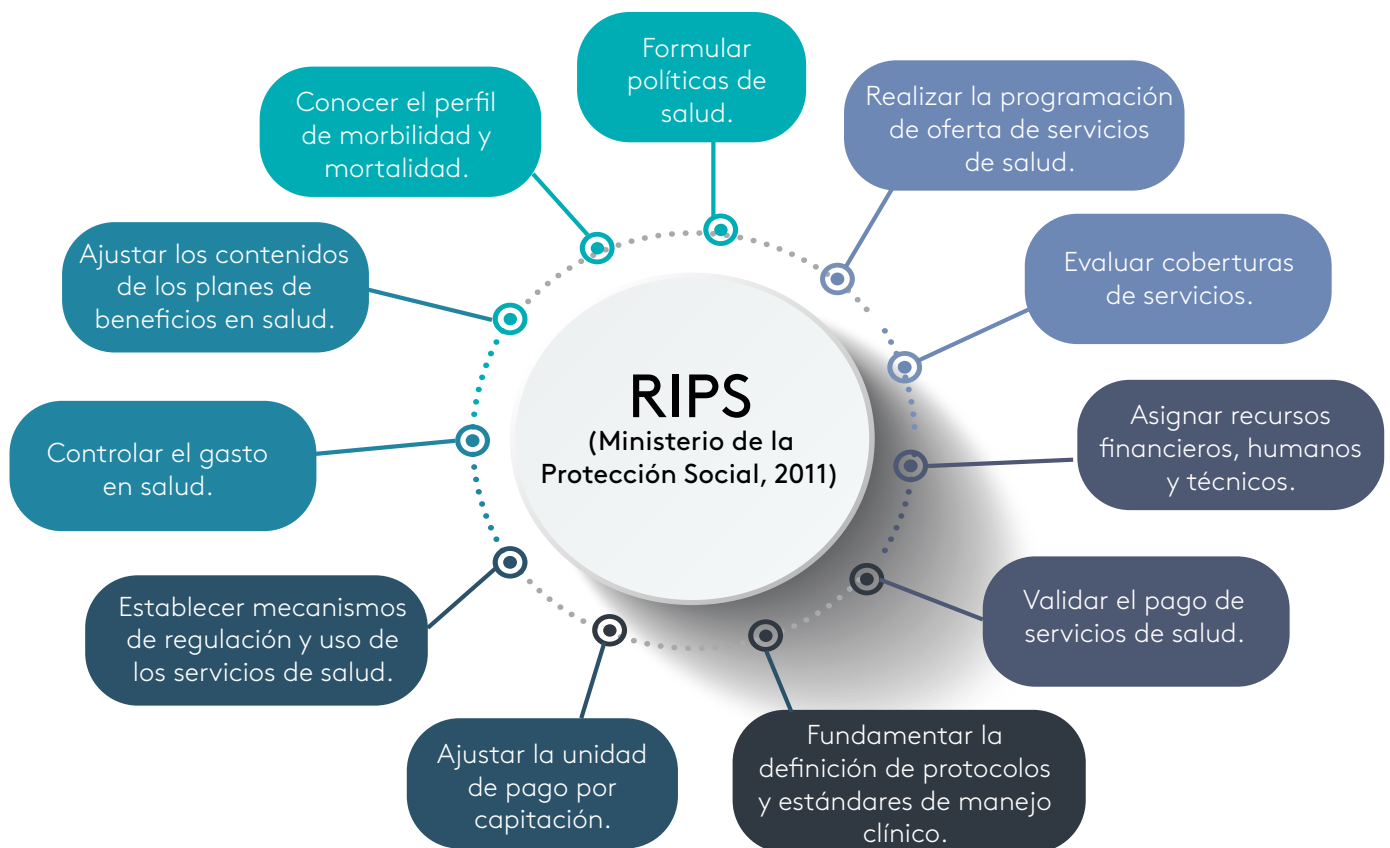 Formular
políticas de
salud.
Realizar la programación
de oferta de servicios
de salud.
Evaluar coberturas
de servicios.
Asignar recursos
financieros, humanos
y técnicos.
Validar el pago de
servicios de salud.
Fundamentar la
definición de protocolos
y estándares de manejo
clínico.
Ajustar la unidad
de pago por
capitación.
Establecer mecanismos
de regulación y uso de
los servicios de salud.
Controlar el gasto
en salud.
Ajustar los contenidos
de los planes de
beneficios en salud.
Conocer el perfil
de morbilidad y
mortalidad.
RIPS
(Ministerio de la
Protección Social, 2011)